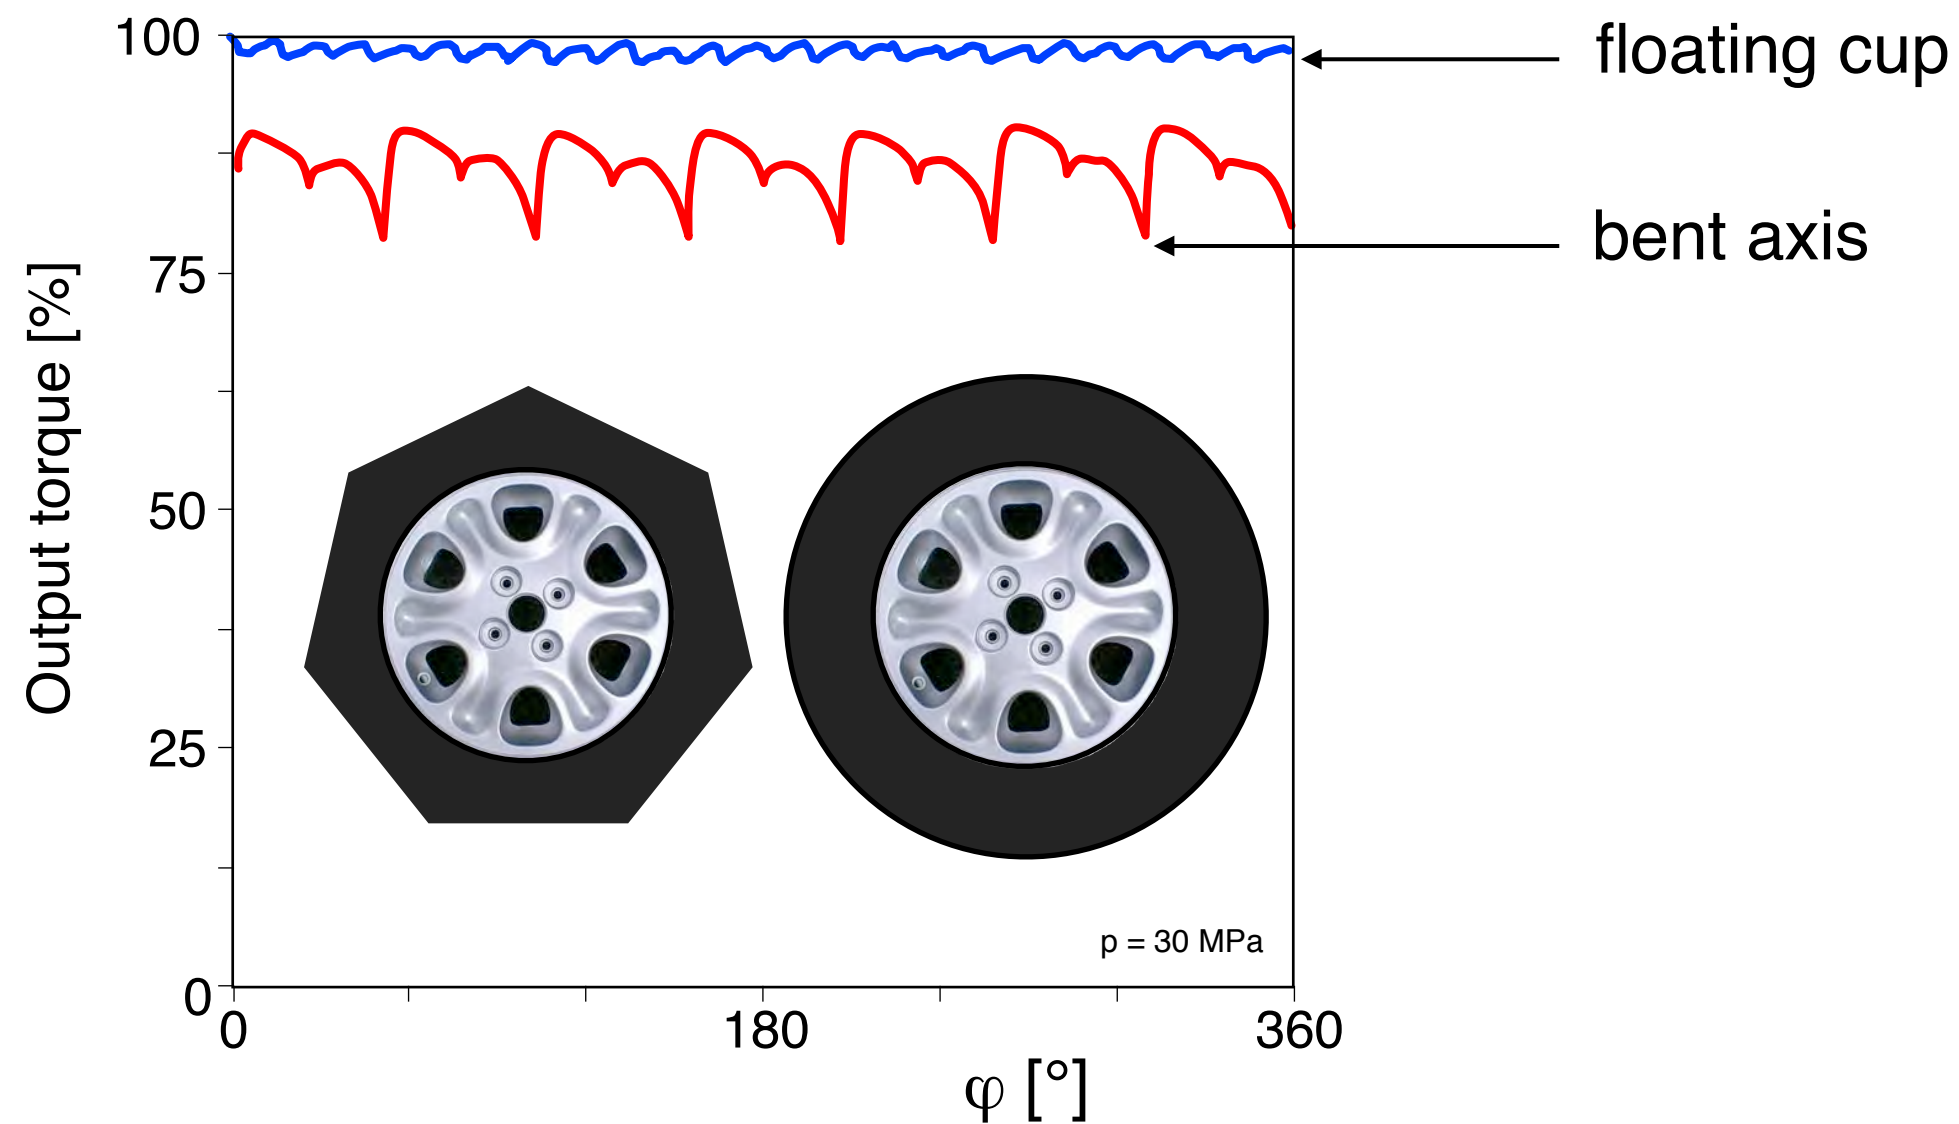 100
75
50
25
0
Output torque [%]
floating cup
bent axis
p = 30 MPa
0
180
360
φ [°]